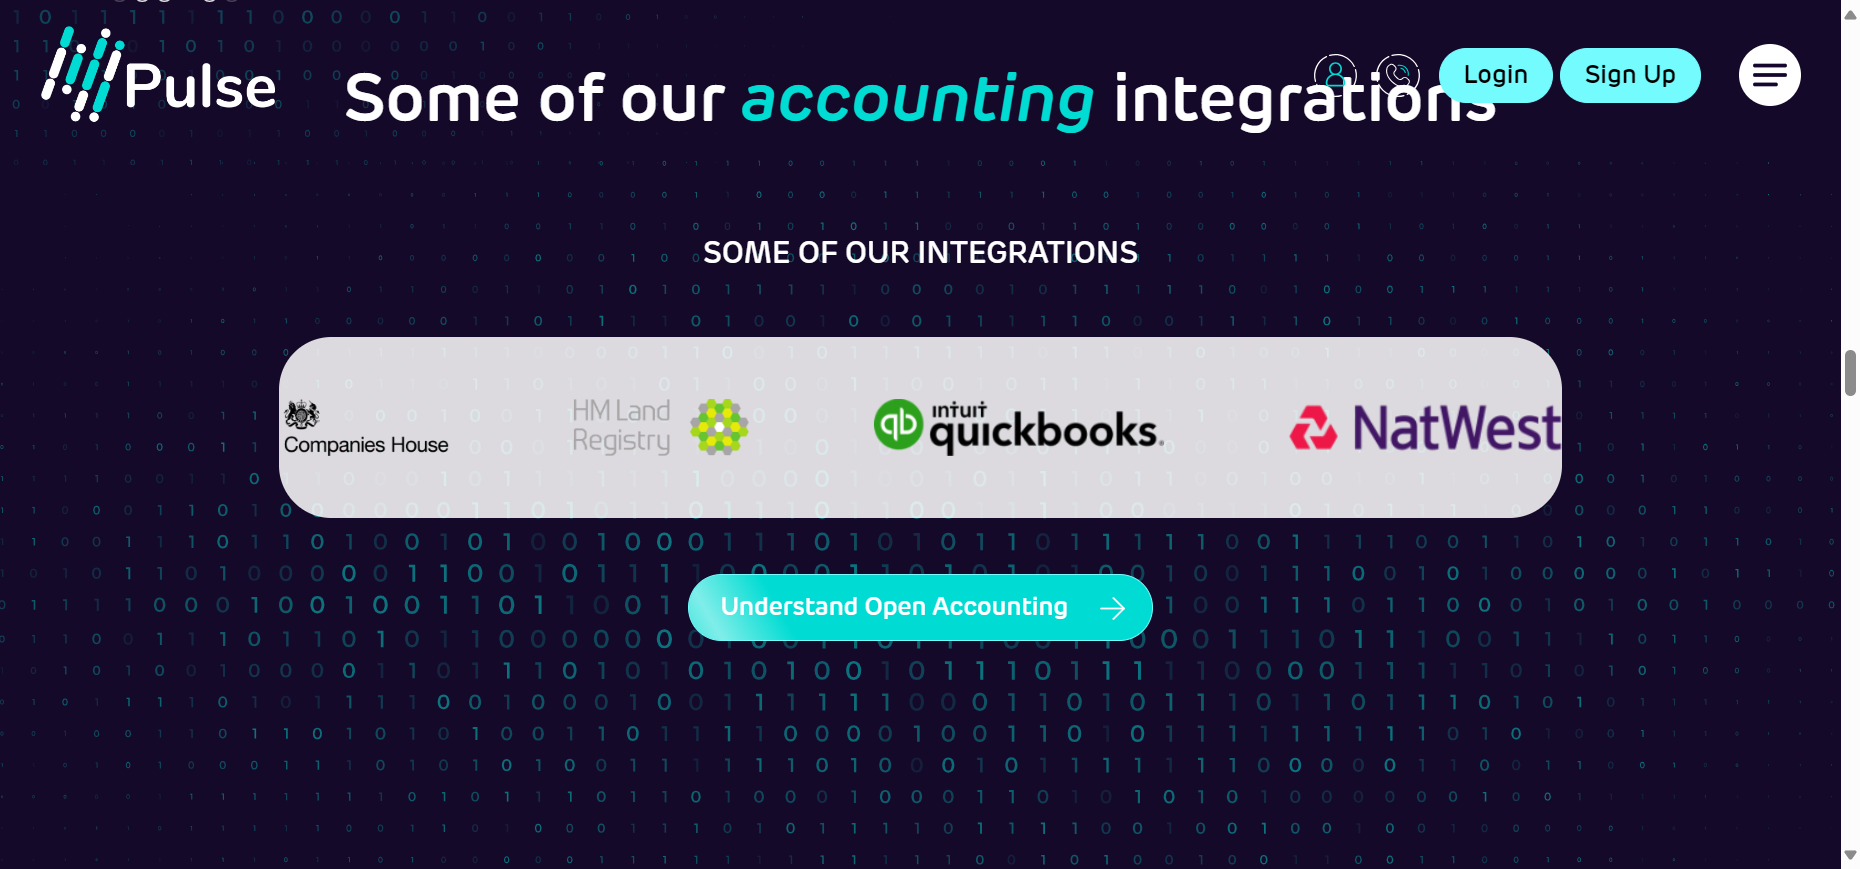 Pulse
Login
Sign Up
Some of our accounting integrations
SOME OF OUR INTEGRATIONS
Companies House
HM Land
Registry
intuit
quickbooks.
NatWest
Understand Open Accounting